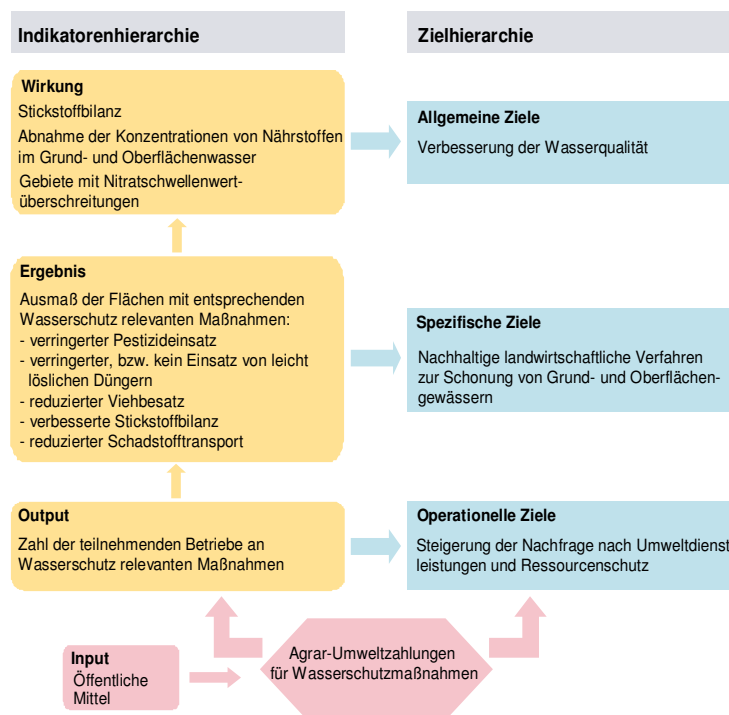 Indikatorenhierarchie
Zielhierarchie
Wirkung
Stickstoffbilanz
Abnahme der Konzentrationen von Nährstoffen
im Grund- und Oberflächenwasser
Gebiete mit Nitratschwellenwert-
überschreitungen
Allgemeine Ziele
Verbesserung der Wasserqualität
Ergebnis
Ausmaß der Flächen mit entsprechenden
Wasserschutz relevanten Maßnahmen:
- verringerter Pestizideinsatz
- verringerter, bzw. kein Einsatz von leicht
löslichen Düngern
- reduzierter Viehbesatz
- verbesserte Stickstoffbilanz
- reduzierter Schadstofftransport
Spezifische Ziele
Nachhaltige landwirtschaftliche Verfahren
zur Schonung von Grund- und Oberflächen-
gewässern
Output
Zahl der teilnehmenden Betriebe an
Wasserschutz relevanten Maßnahmen
Operationelle Ziele
Steigerung der Nachfrage nach Umweltdienst
leistungen und Ressourcenschutz
Input
Öffentliche
Mittel
Agrar-Umweltzahlungen
für Wasserschutzmaßnahmen